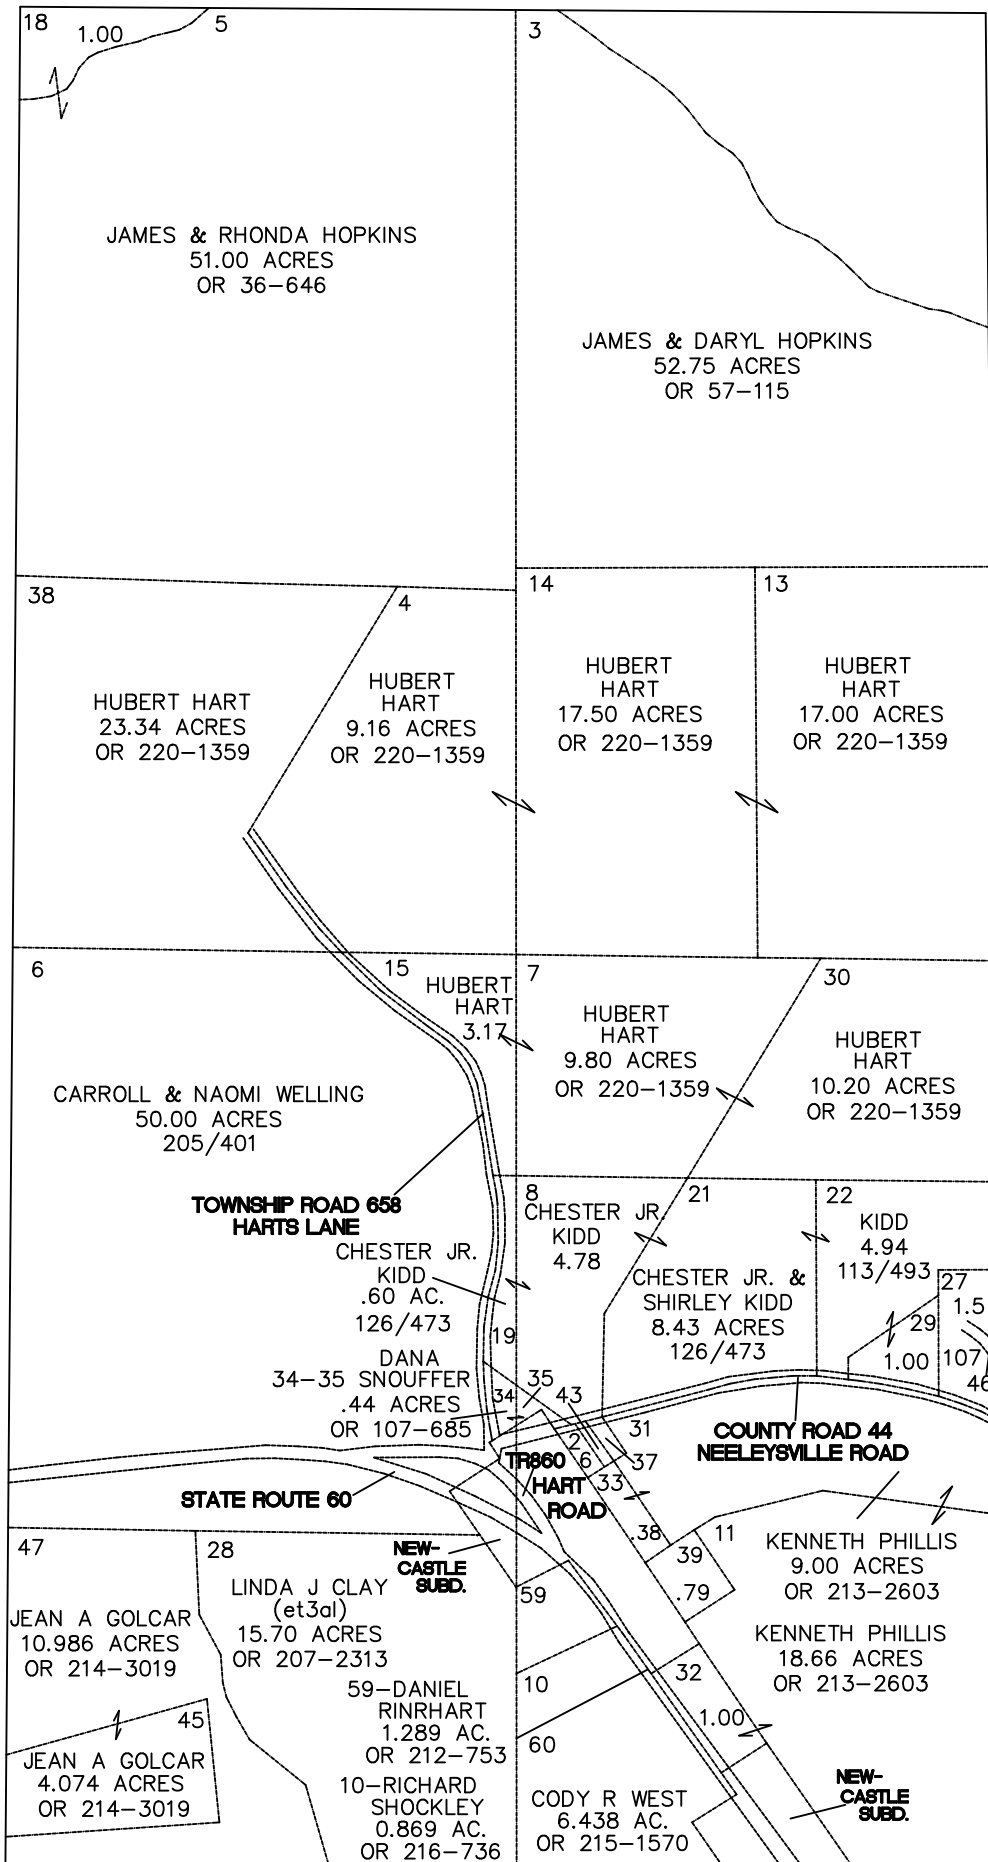 18
1.00
5
3
JAMES & RHONDA HOPKINS
51.00 ACRES
OR 36-646
JAMES & DARYL HOPKINS
52.75 ACRES
OR 57-115
38
4
14
13
HUBERT HART
23.34 ACRES
OR 220-1359
HUBERT
HART
9.16 ACRES
OR 220-1359
HUBERT
HART
17.50 ACRES
OR 220-1359
HUBERT
HART
17.00 ACRES
OR 220-1359
6
15
7
30
HUBERT
HART
3.17
HUBERT
HART
9.80 ACRES
OR 220-1359
HUBERT
HART
10.20 ACRES
OR 220-1359
CARROLL & NAOMI WELLING
50.00 ACRES
205/401
TOWNSHIP ROAD 658
HARTS LANE
8
21
22
CHESTER JR.
KIDD
4.78
KIDD
4.94
113/493
CHESTER JR.
KIDD
.60 AC.
126/473
CHESTER JR. &
SHIRLEY KIDD
8.43 ACRES
126/473
27
1.5
29
1.00
107
46
19
DANA
34-35 SNOUFFER
.44 ACRES
OR 107-685
34
35
43
31
2
6
37
33
.38
COUNTY ROAD 44
NEELEYSVILLE ROAD
TR860
HART
ROAD
STATE ROUTE 60
47
28
NEW-
CASTLE
SUBD.
39
11
.79
KENNETH PHILLIS
9.00 ACRES
OR 213-2603
LINDA J CLAY
(et3al)
15.70 ACRES
OR 207-2313
59
JEAN A GOLCAR
10.986 ACRES
OR 214-3019
KENNETH PHILLIS
18.66 ACRES
OR 213-2603
59-DANIEL
RINRHART
1.289 AC.
OR 212-753
10
32
1.00
45
60
JEAN A GOLCAR
4.074 ACRES
OR 214-3019
10-RICHARD
SHOCKLEY
0.869 AC.
OR 216-736
CODY R WEST
6.438 AC.
OR 215-1570
NEW-
CASTLE
SUBD.